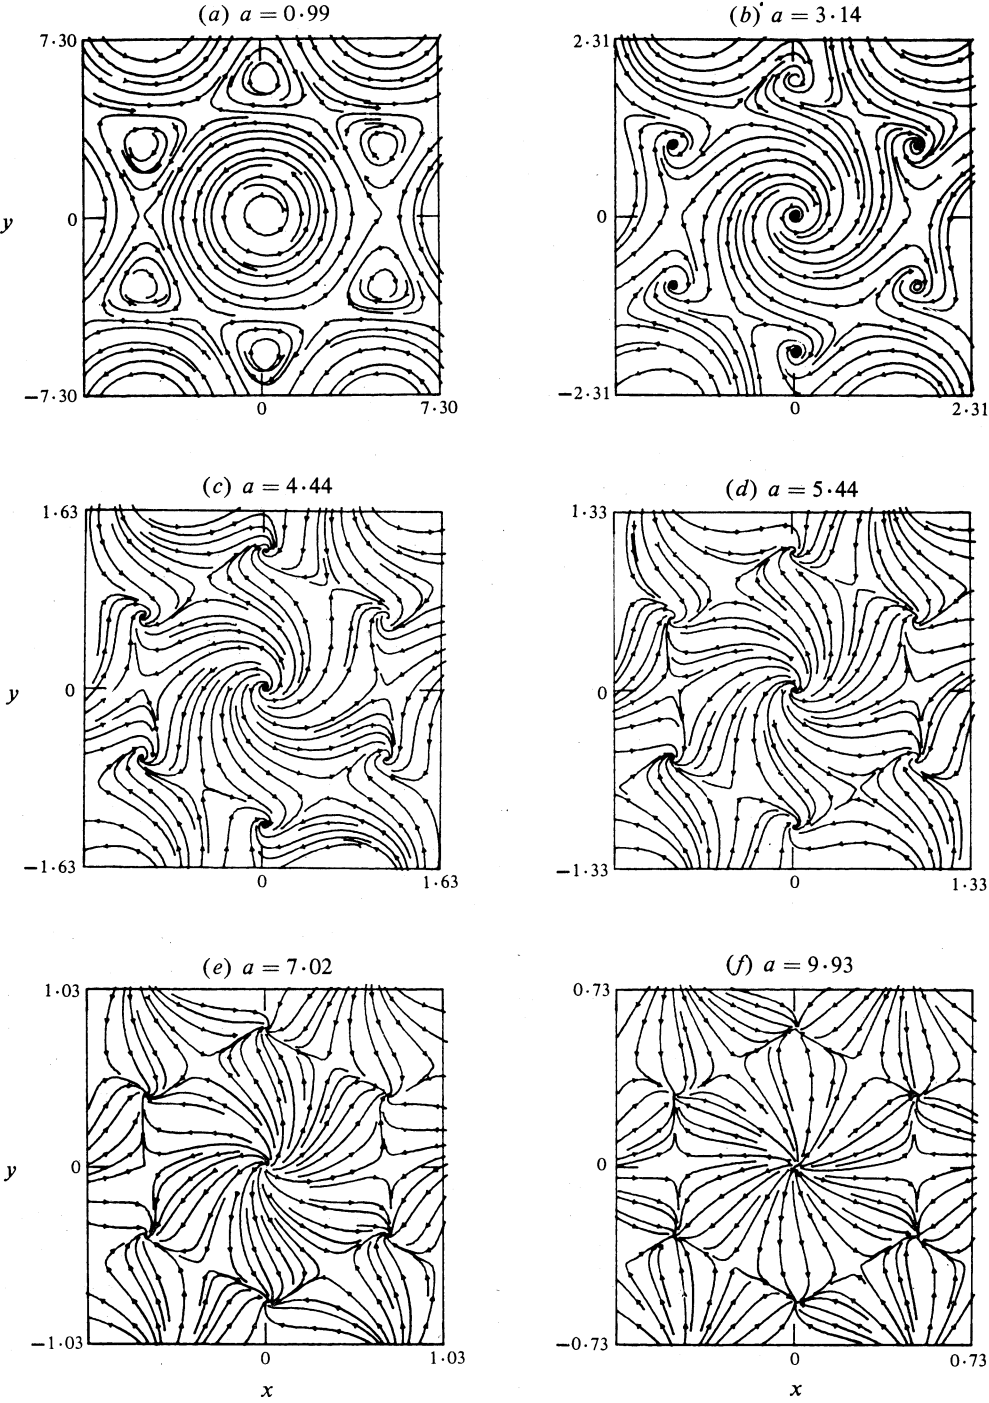 (a) a = 0·99
(b) a = 3·14
7·30
2·31
y
0
0
−7·30
−2·31
0
7·30
0
2·31
(c) a = 4·44
(d) a = 5·44
1·63
1·33
y
0
0
−1·63
−1·33
0
1·63
0
1·33
(e) a = 7·02
(f) a = 9·93
1·03
0·73
y
0
0
−1·03
−0·73
0
1·03
0
0·73
x
x